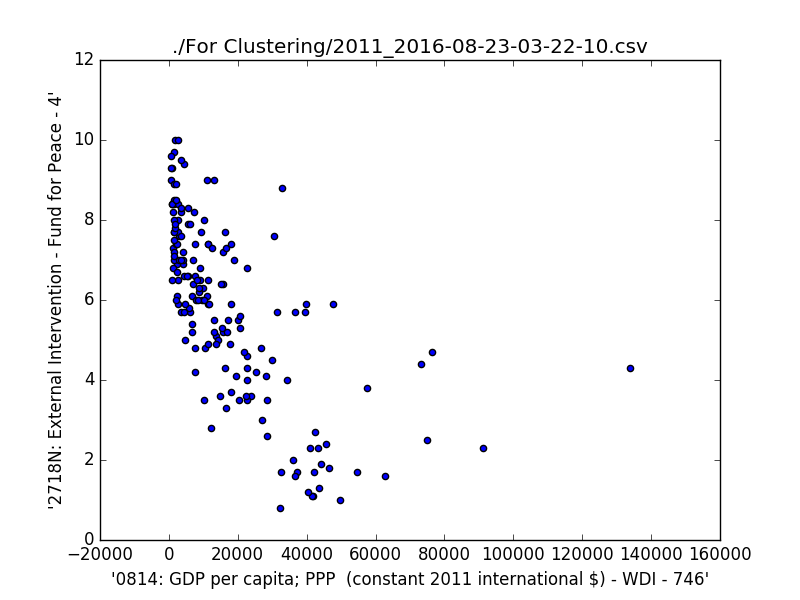 ./For Clustering/2011_2016-08-23-03-22-10.csv
12
10
8
6
4
2
0
'2718N: External Intervention - Fund for Peace - 4'
−20000 0 20000 40000 60000 80000 100000 120000 140000 160000
'0814: GDP per capita; PPP  (constant 2011 international $) - WDI - 746'